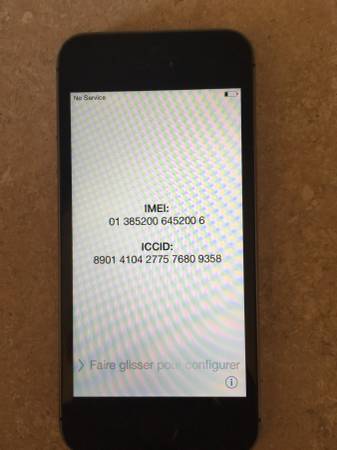 No Service
IMEI:
01 385200 645200 6
ICCID:
8901 4104 2775 7680 9358
Faire glisser pour configurer